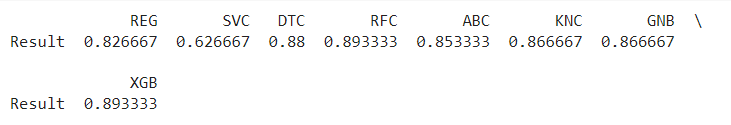 REG SVC DTC RFC ABC KNC GNB \
Result 0.826667 0.626667 0.88 0.893333 0.853333 0.866667 0.866667
XGB
Result 0.893333